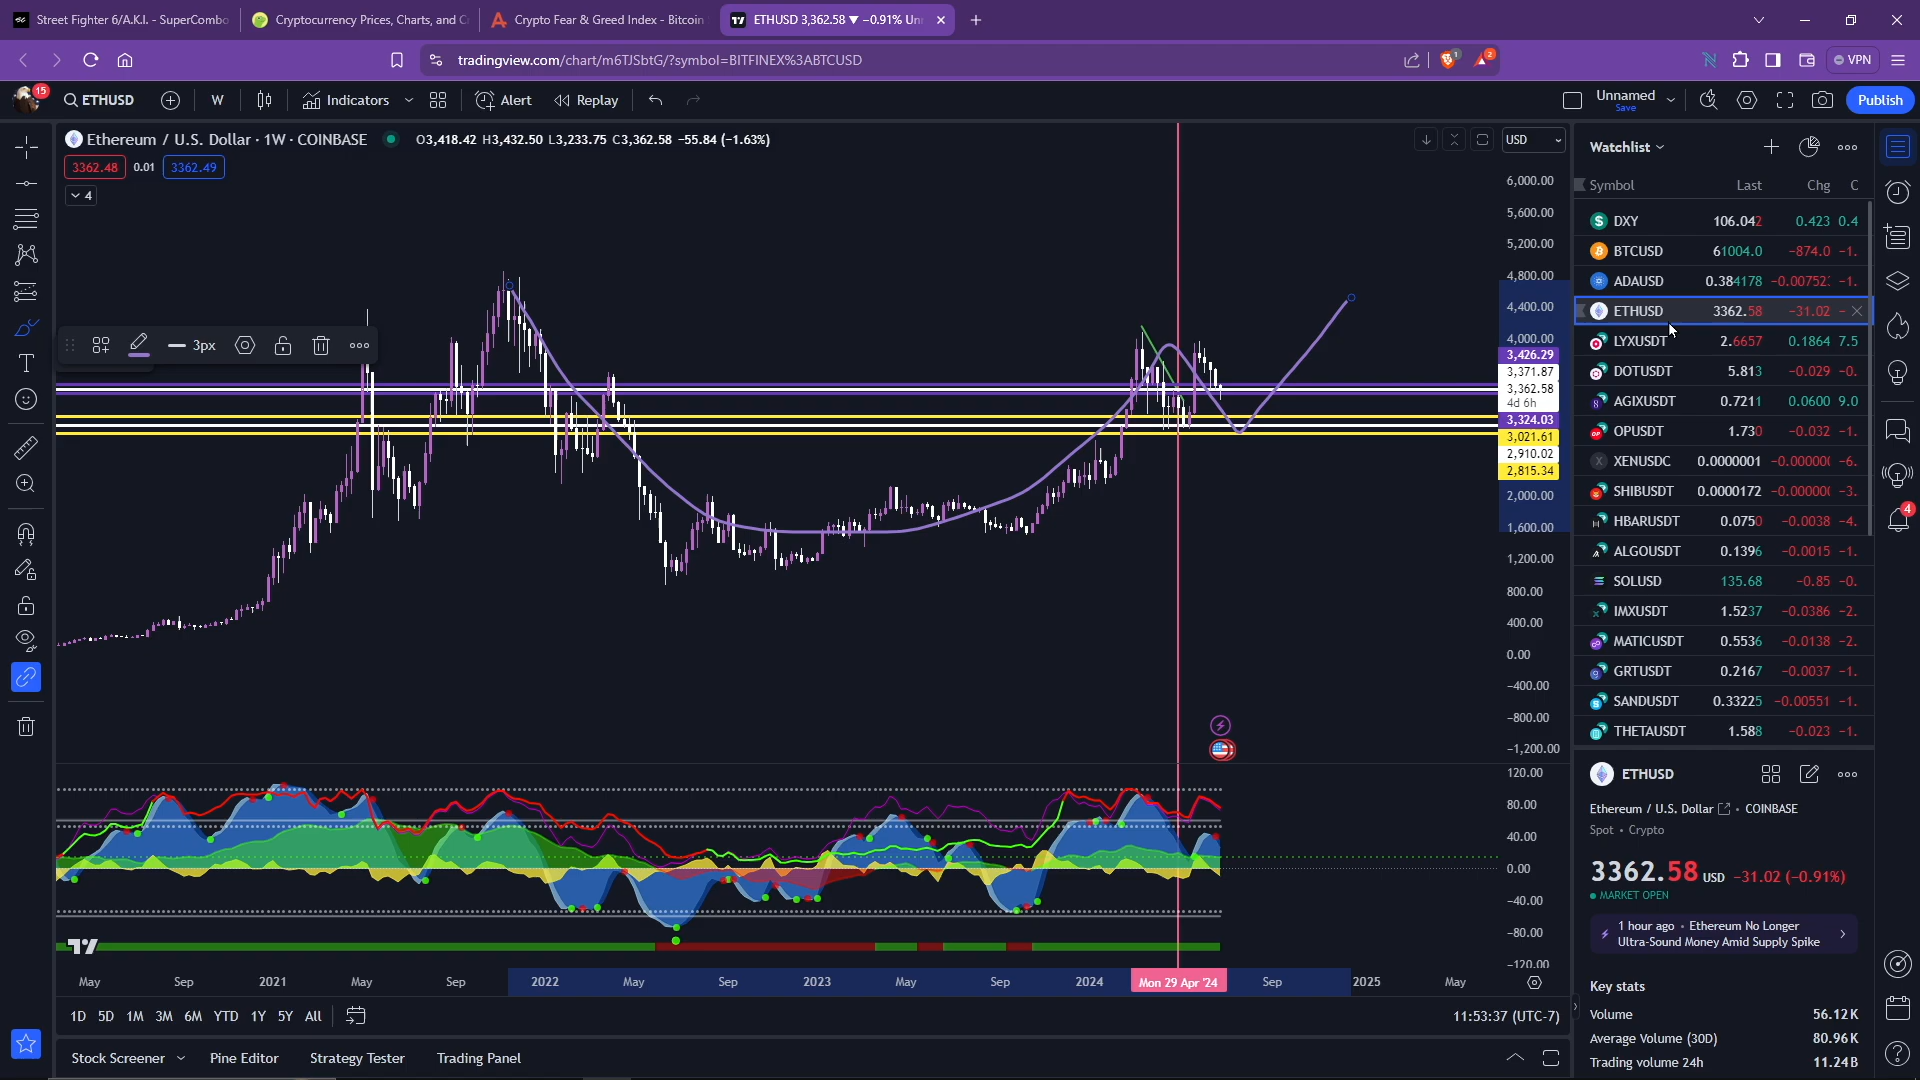 Street Fighter 6/A.K.I. - SuperCombo
Cryptocurrency Prices, Charts, and C
Crypto Fear & Greed Index - Bitcoin
ETHUSD 3,362.58 ▼ −0.91% Un
tradingview.com/chart/m6TJSbtG/?symbol=BITFINEX%3ABTCUSD
1
2
VPN
15
ETHUSD
W
Indicators
Alert
Replay
Unnamed
Save
Publish
Ethereum / U.S. Dollar · 1W · COINBASE
O3,418.42 H3,432.50 L3,233.75 C3,362.58 −55.84 (−1.63%)
3362.48
0.01
3362.49
4
USD
3px
6,000.00
5,600.00
5,200.00
4,800.00
4,400.00
4,000.00
3,426.29
3,371.87
3,362.58
4d 6h
3,324.03
3,021.61
2,910.02
2,815.34
2,000.00
1,600.00
1,200.00
800.00
400.00
0.00
−400.00
−800.00
−1,200.00
120.00
80.00
40.00
0.00
−40.00
−80.00
−120.00
May
Sep
2021
May
Sep
2022
May
Sep
2023
May
Sep
2024
Mon 29 Apr '24
Sep
2025
May
1D 5D 1M 3M 6M YTD 1Y 5Y All
11:53:37 (UTC-7)
Stock Screener
Pine Editor
Strategy Tester
Trading Panel
Watchlist
Symbol Last Chg C
DXY 106.042 0.423 0.4
BTCUSD 61004.0 −874.0 −1.
ADAUSD 0.384178 −0.00752 −1.
ETHUSD 3362.58 −31.02 −
LYXUSDT 2.6657 0.1864 7.5
DOTUSDT 5.813 −0.029 −0.
AGIXUSDT 0.7211 0.0600 9.0
OPUSDT 1.730 −0.032 −1.
XENUSDC 0.0000001 −0.00000 −6.
SHIBUSDT 0.0000172 −0.00000 −3.
HBARUSDT 0.0750 −0.0038 −4.
ALGOUSDT 0.1396 −0.0015 −1.
SOLUSD 135.68 −0.85 −0.
IMXUSDT 1.5237 −0.0386 −2.
MATICUSDT 0.5536 −0.0138 −2.
GRTUSDT 0.2167 −0.0037 −1.
SANDUSDT 0.33225 −0.00551 −1.
THETAUSDT 1.588 −0.023 −1.
4
ETHUSD
Ethereum / U.S. Dollar · COINBASE
Spot · Crypto
3362.58 USD −31.02 (−0.91%)
MARKET OPEN
1 hour ago · Ethereum No Longer
Ultra-Sound Money Amid Supply Spike
Key stats
Volume 56.12K
Average Volume (30D) 80.96K
Trading volume 24h 11.24B